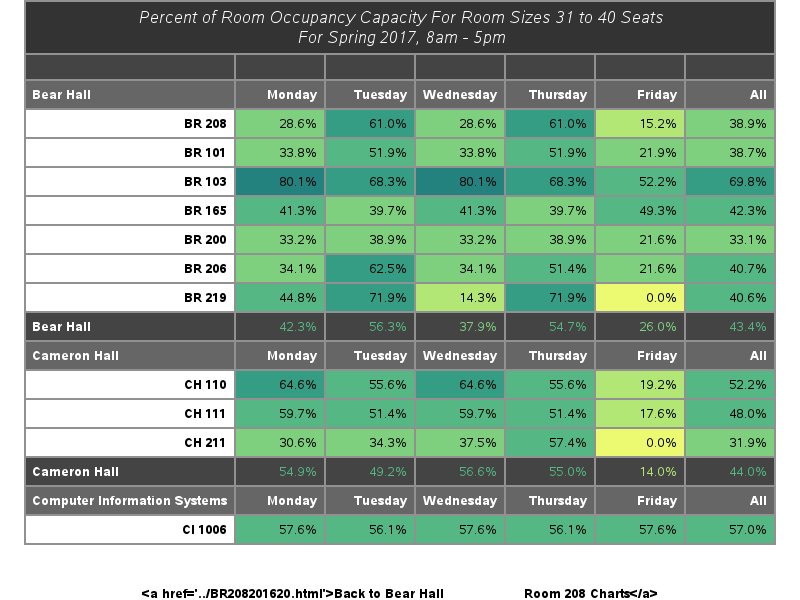 Percent of Room Occupancy Capacity For Room Sizes 31 to 40 Seats
For Spring 2017, 8am - 5pm
Bear Hall Monday Tuesday Wednesday Thursday Friday All
BR 208 28.6% 61.0% 28.6% 61.0% 15.2% 38.9%
BR 101 33.8% 51.9% 33.8% 51.9% 21.9% 38.7%
BR 103 80.1% 68.3% 80.1% 68.3% 52.2% 69.8%
BR 165 41.3% 39.7% 41.3% 39.7% 49.3% 42.3%
BR 200 33.2% 38.9% 33.2% 38.9% 21.6% 33.1%
BR 206 34.1% 62.5% 34.1% 51.4% 21.6% 40.7%
BR 219 44.8% 71.9% 14.3% 71.9% 0.0% 40.6%
Bear Hall 42.3% 56.3% 37.9% 54.7% 26.0% 43.4%
Cameron Hall Monday Tuesday Wednesday Thursday Friday All
CH 110 64.6% 55.6% 64.6% 55.6% 19.2% 52.2%
CH 111 59.7% 51.4% 59.7% 51.4% 17.6% 48.0%
CH 211 30.6% 34.3% 37.5% 57.4% 0.0% 31.9%
Cameron Hall 54.9% 49.2% 56.6% 55.0% 14.0% 44.0%
Computer Information Systems Monday Tuesday Wednesday Thursday Friday All
CI 1006 57.6% 56.1% 57.6% 56.1% 57.6% 57.0%
<a href='../BR208201620.html'>Back to Bear Hall Room 208 Charts</a>